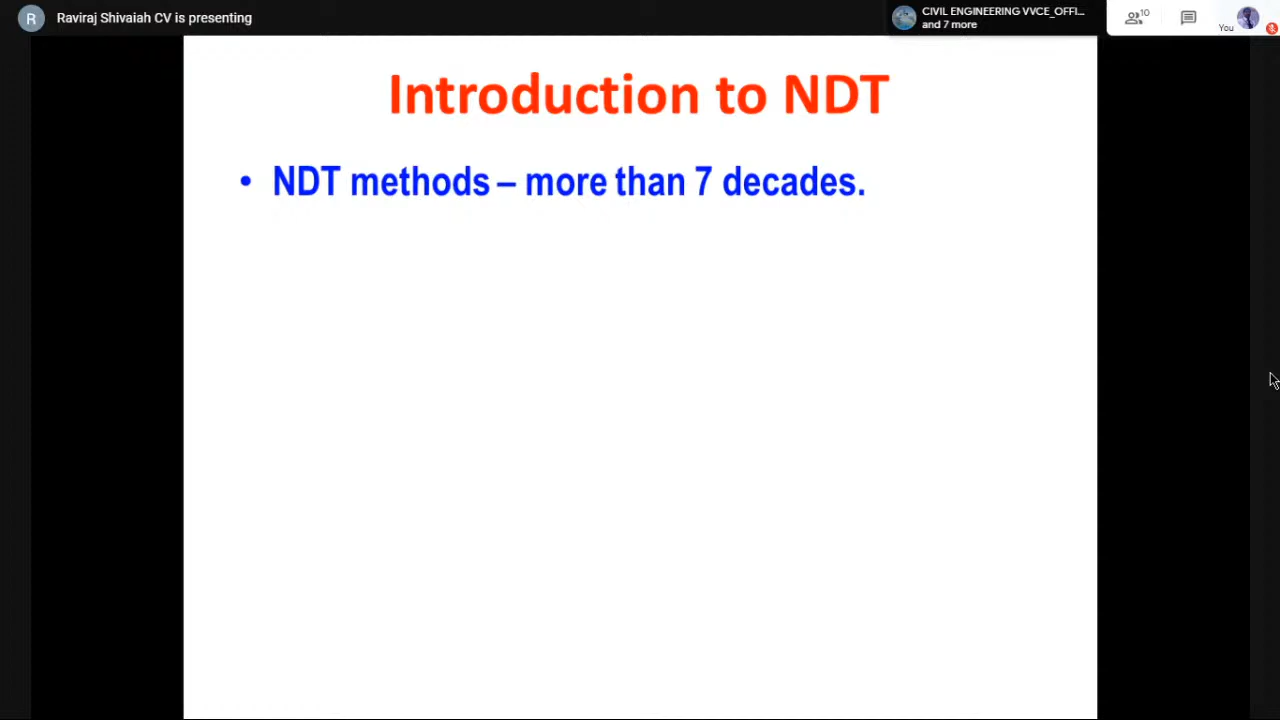 R
Raviraj Shivaiah CV is presenting
CIVIL ENGINEERING VVCE_OFFI...
and 7 more
10
You
Introduction to NDT
• NDT methods – more than 7 decades.